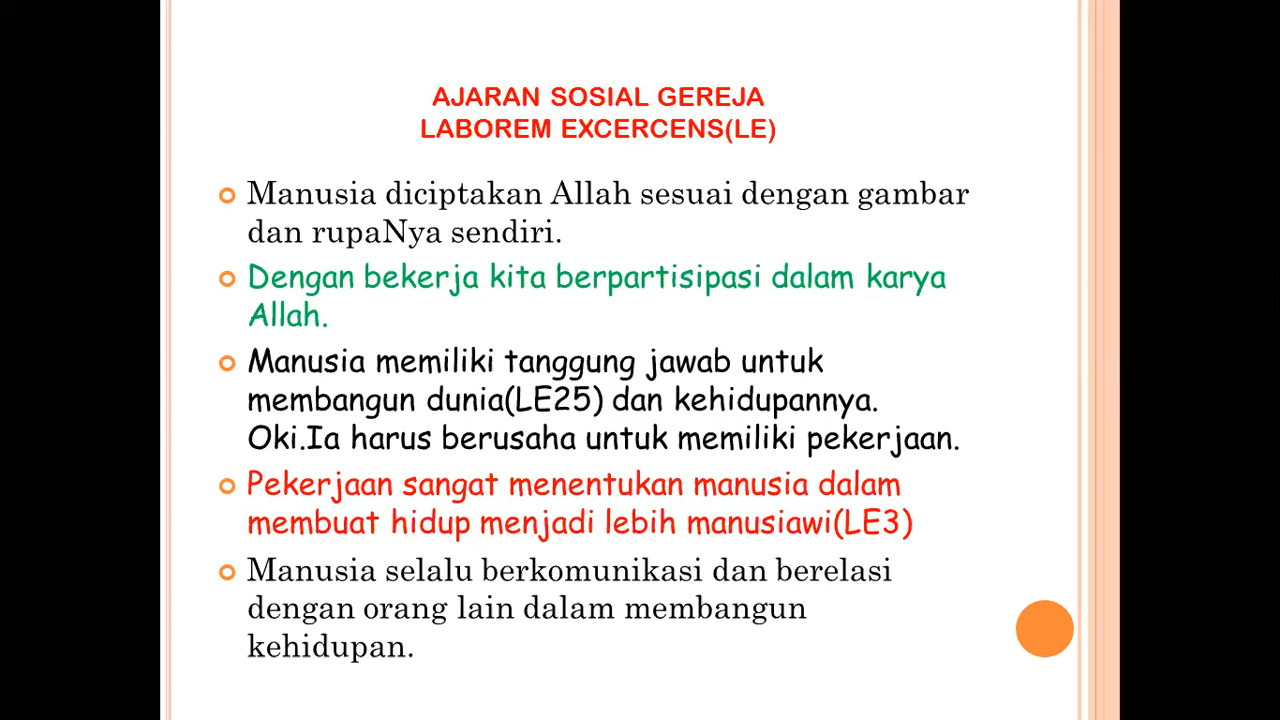 AJARAN SOSIAL GEREJA
LABOREM EXCERCENS(LE)
Manusia diciptakan Allah sesuai dengan gambar
dan rupaNya sendiri.
Dengan bekerja kita berpartisipasi dalam karya
Allah.
Manusia memiliki tanggung jawab untuk
membangun dunia(LE25) dan kehidupannya.
Oki.Ia harus berusaha untuk memiliki pekerjaan.
Pekerjaan sangat menentukan manusia dalam
membuat hidup menjadi lebih manusiawi(LE3)
Manusia selalu berkomunikasi dan berelasi
dengan orang lain dalam membangun
kehidupan.